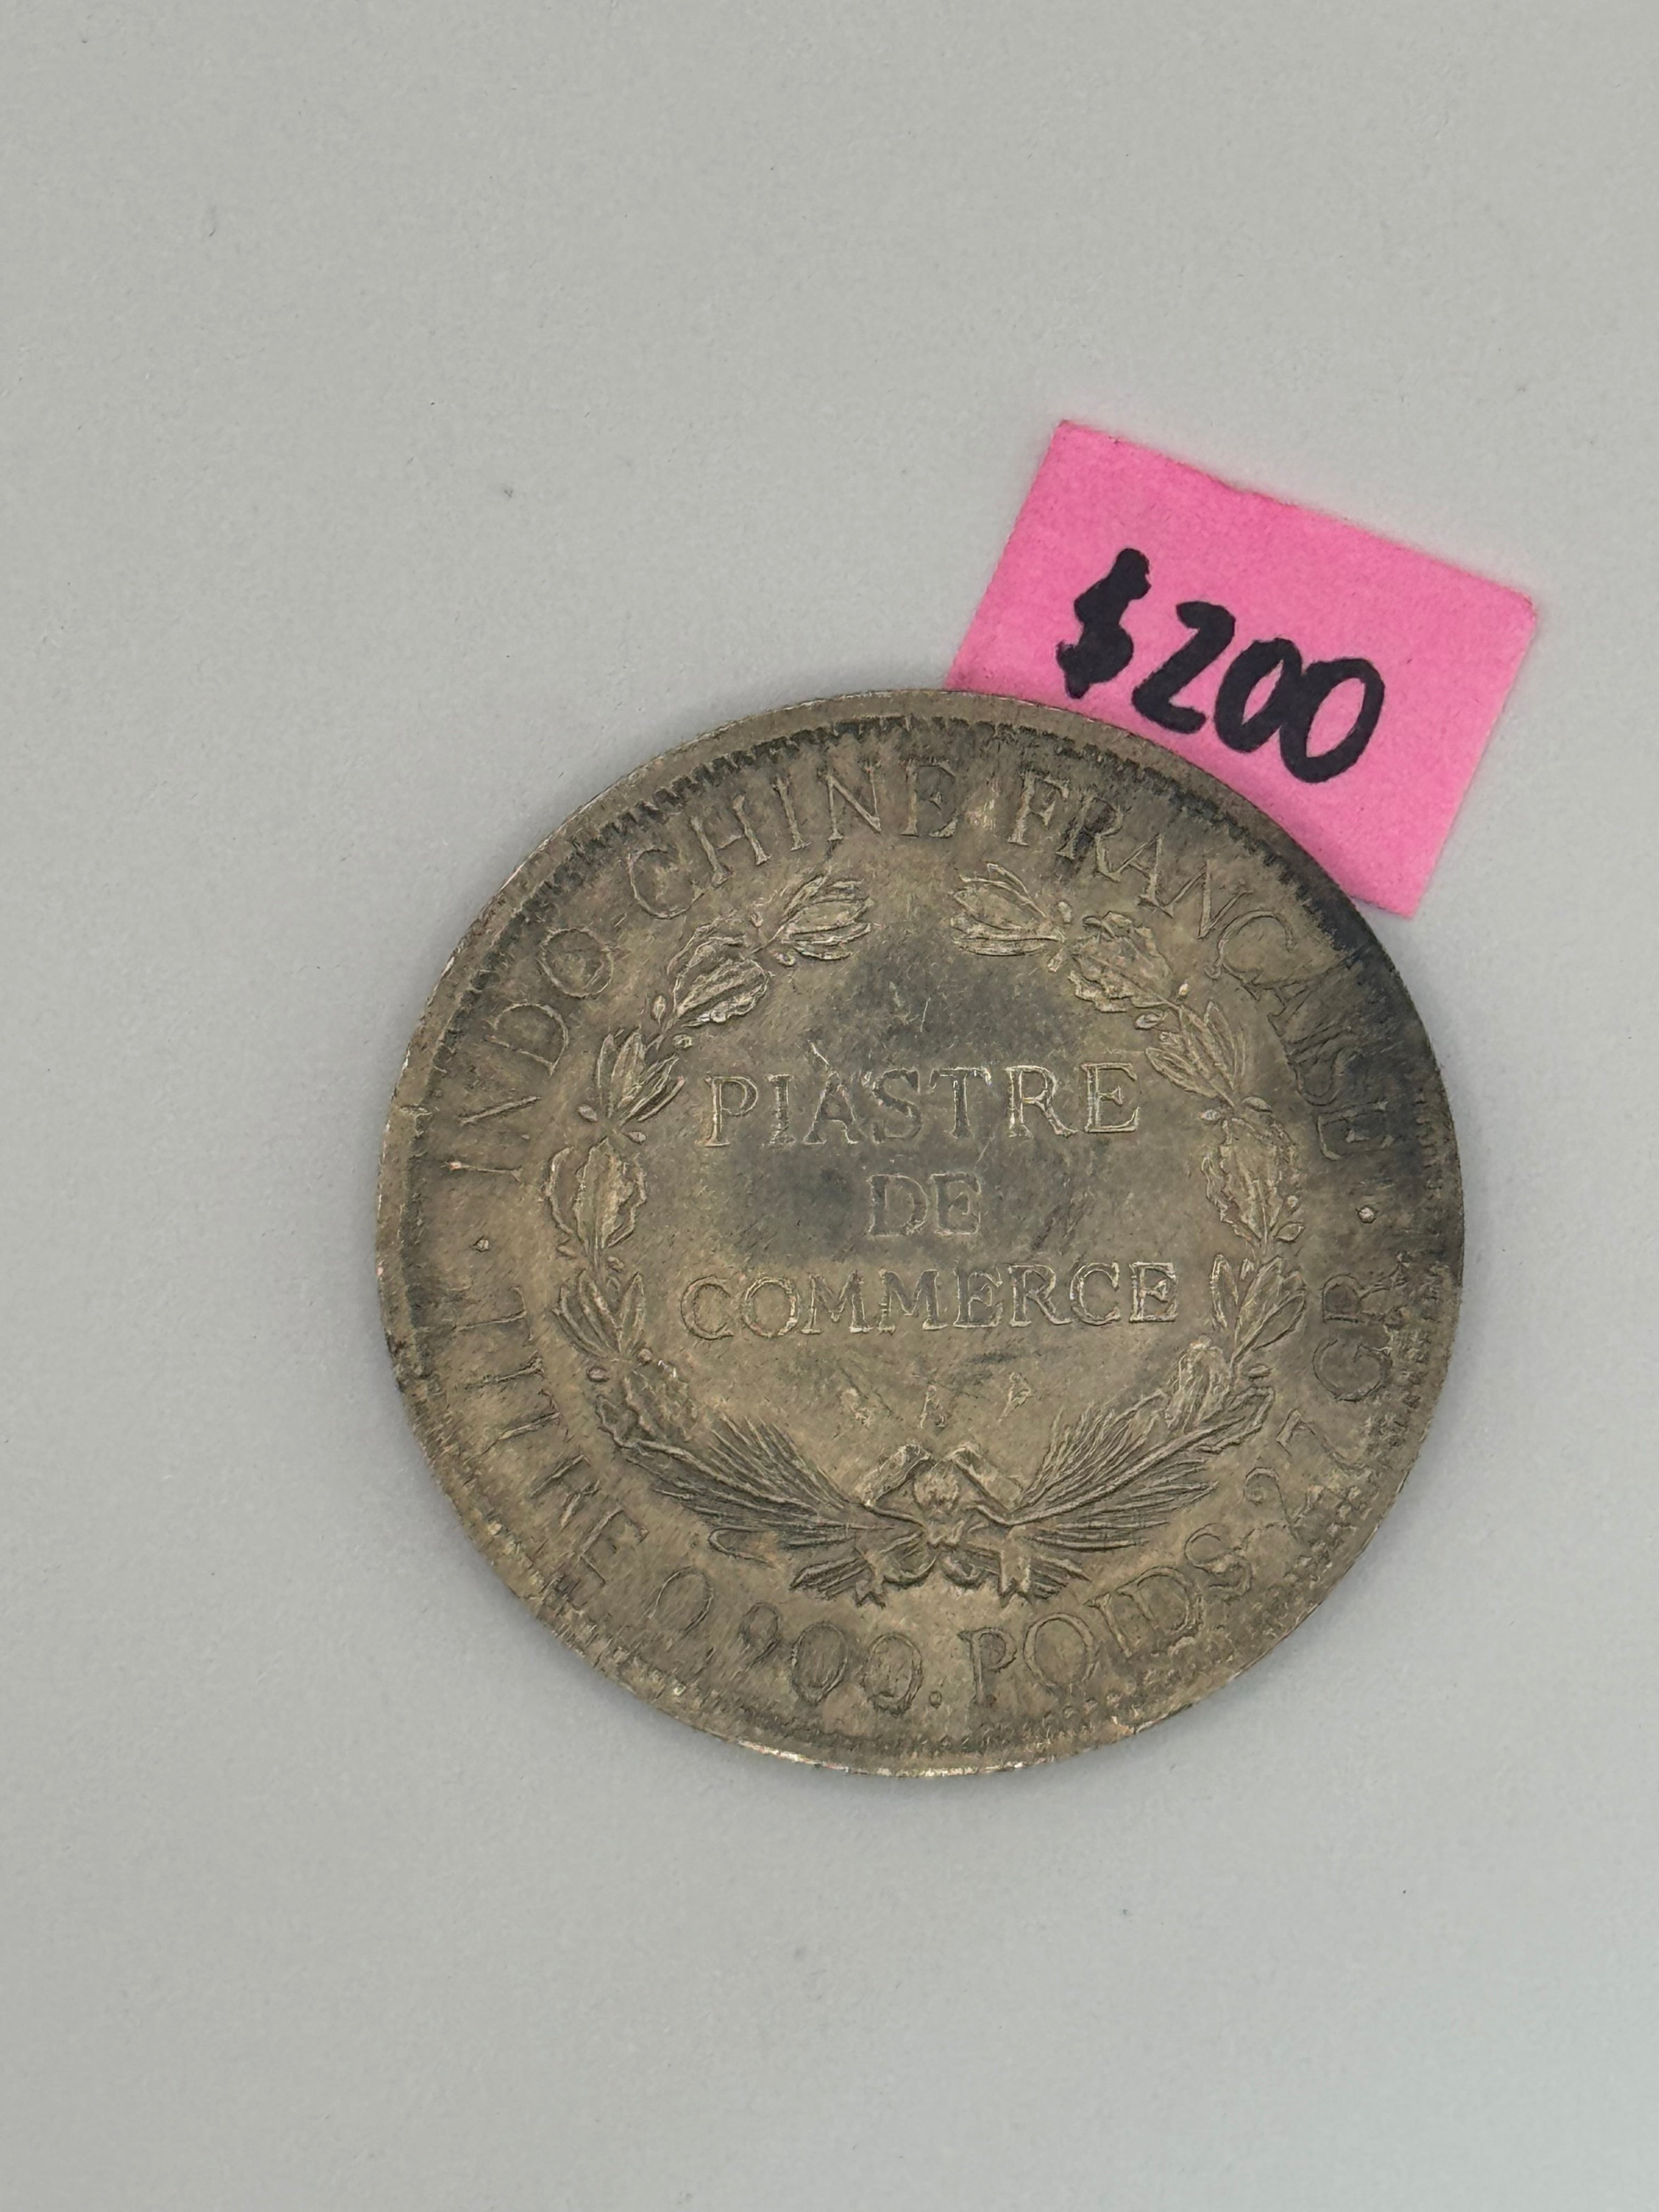 $200
INDO-CHINE FRANÇAISE
PIASTRE
DE
COMMERCE
A
TITRE 0,900. POIDS 27 GR.